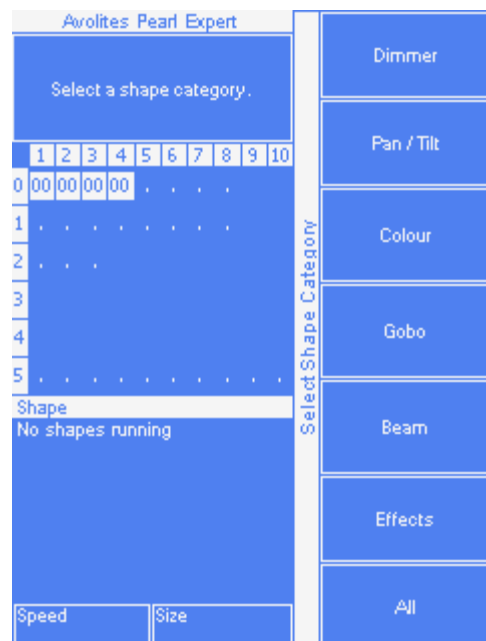 Avolites Pearl Expert
Select a shape category.
1 2 3 4 5 6 7 8 9 10
0 00 00 00 00 . . . .
1 . . . . . . . .
2 . . .
3
4
5 . . . . . . . . . .
Shape
No shapes running
Speed
Size
Select Shape Category
Dimmer
Pan / Tilt
Colour
Gobo
Beam
Effects
All